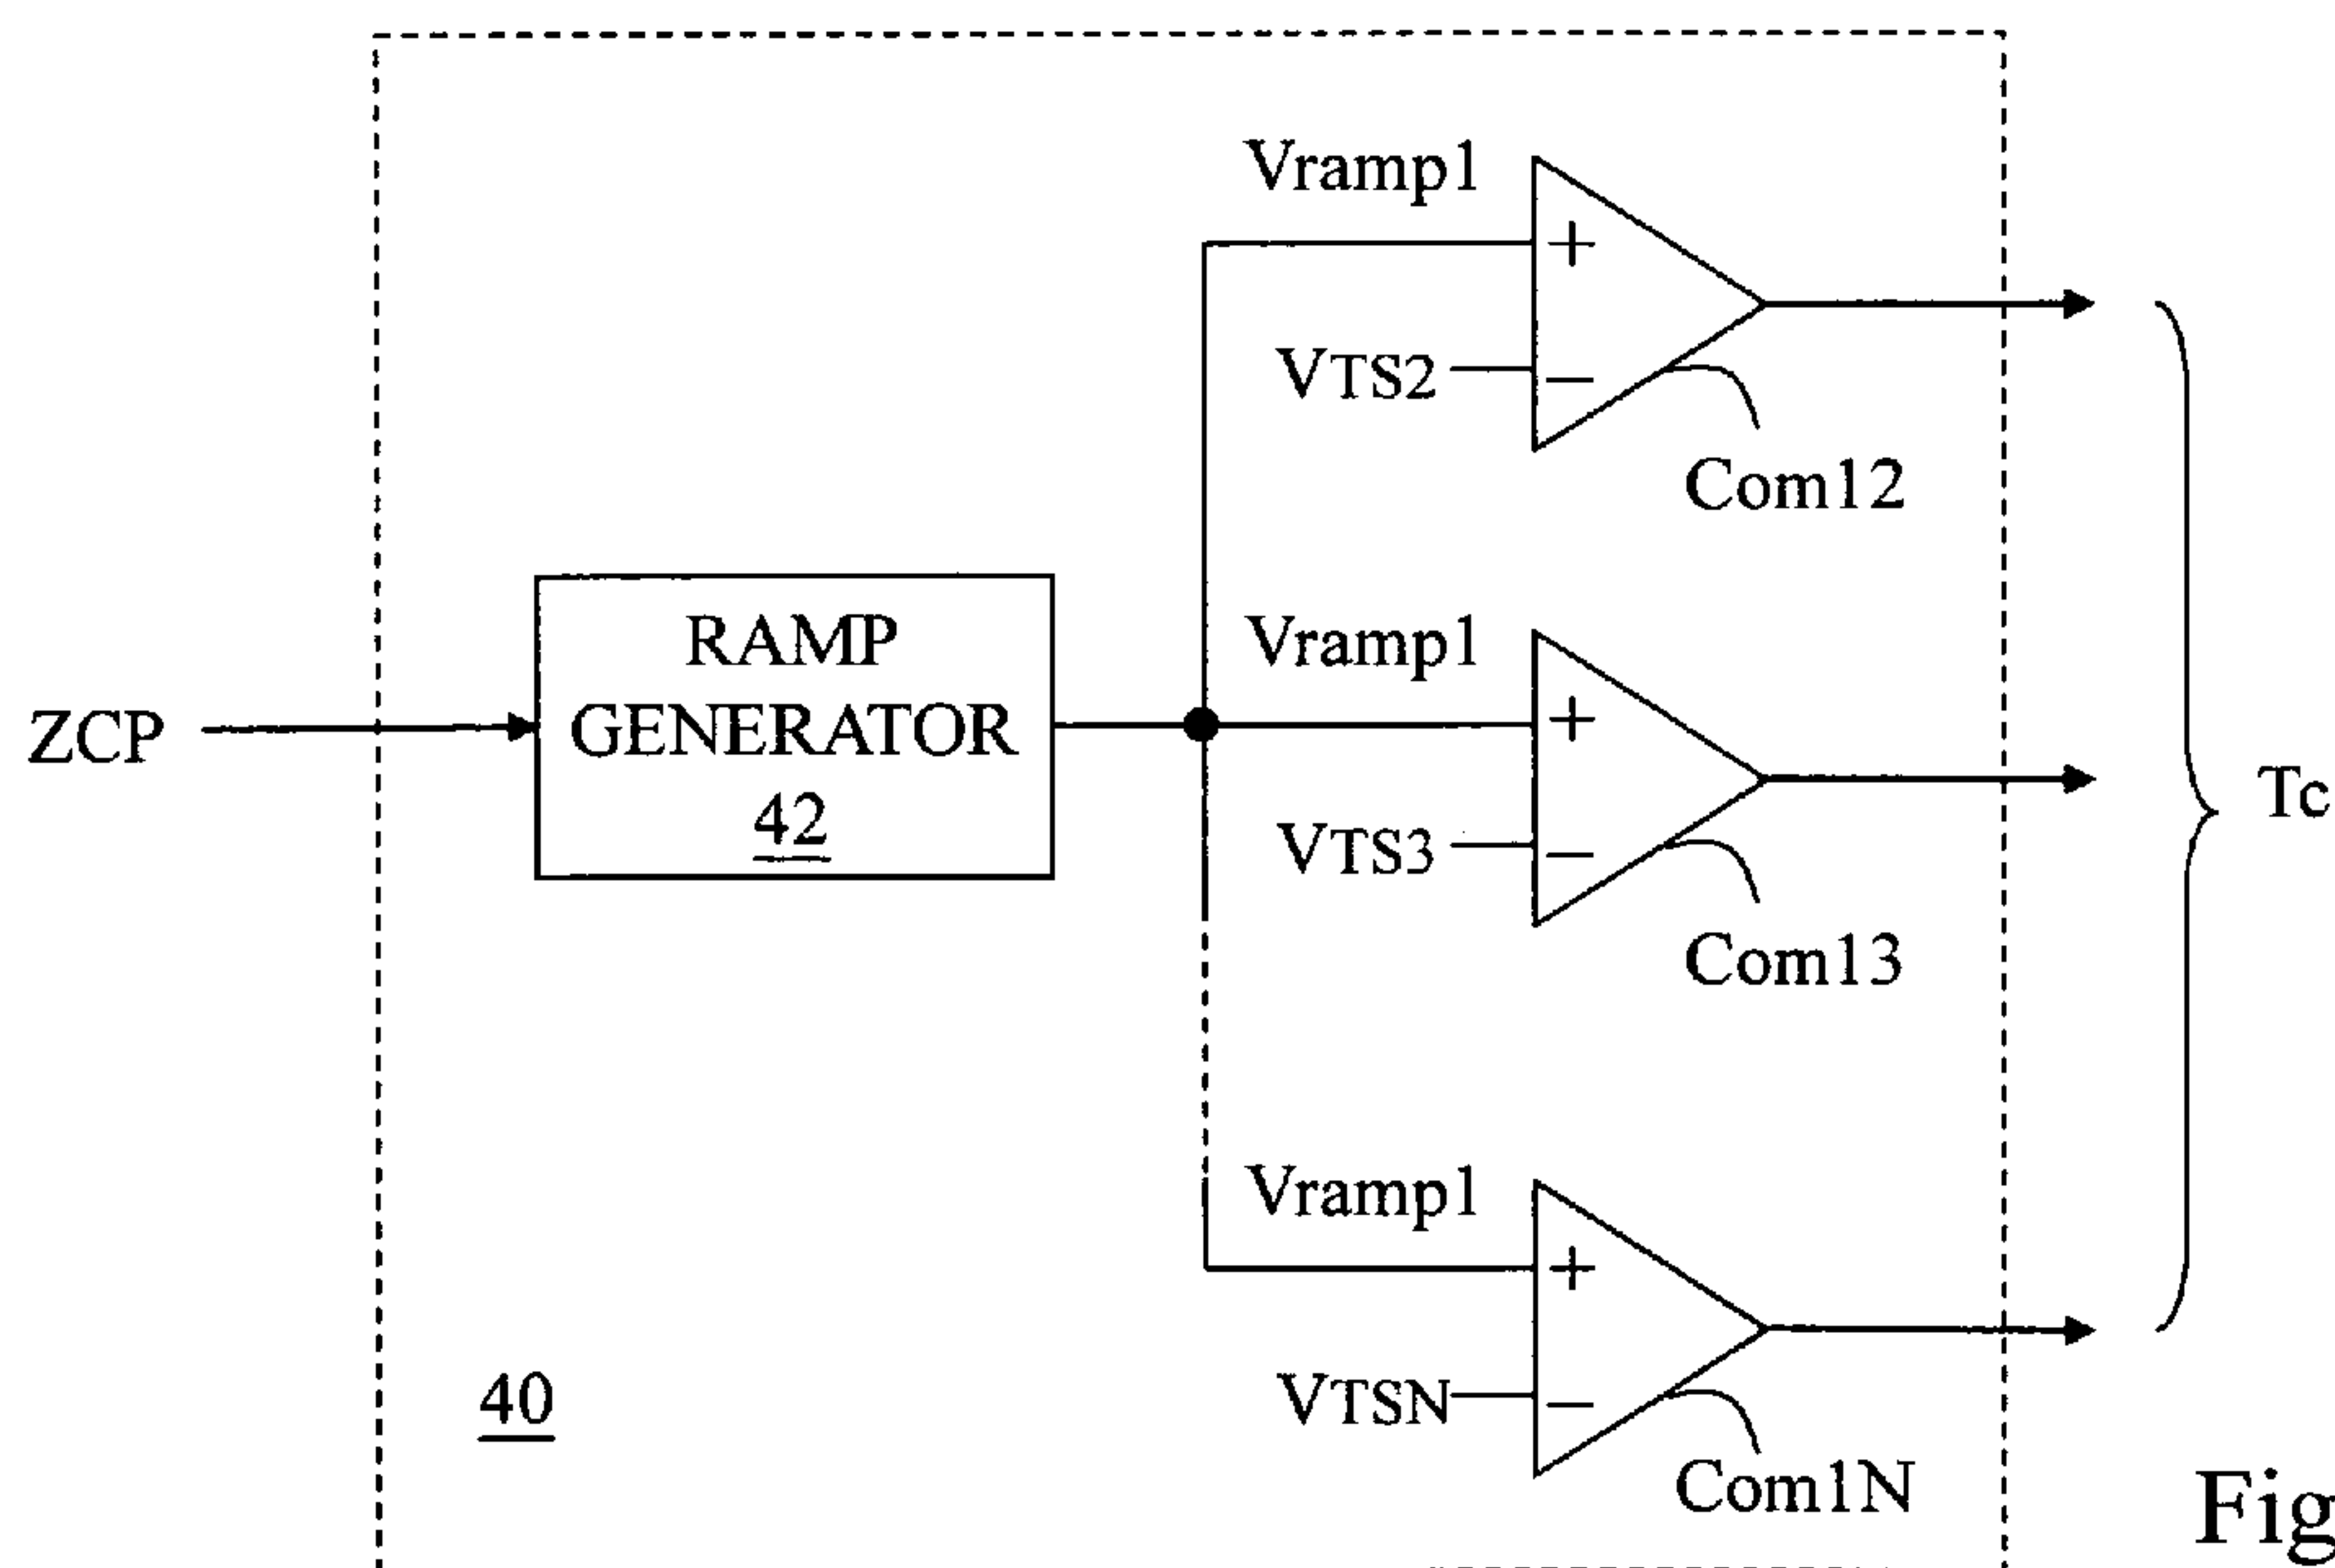 Vramp1
+
VTS2
−
Com12
RAMP
GENERATOR
42
ZCP
Vramp1
+
VTS3
−
Com13
Tc
Vramp1
+
VTSN
−
Com1N
40
Fig